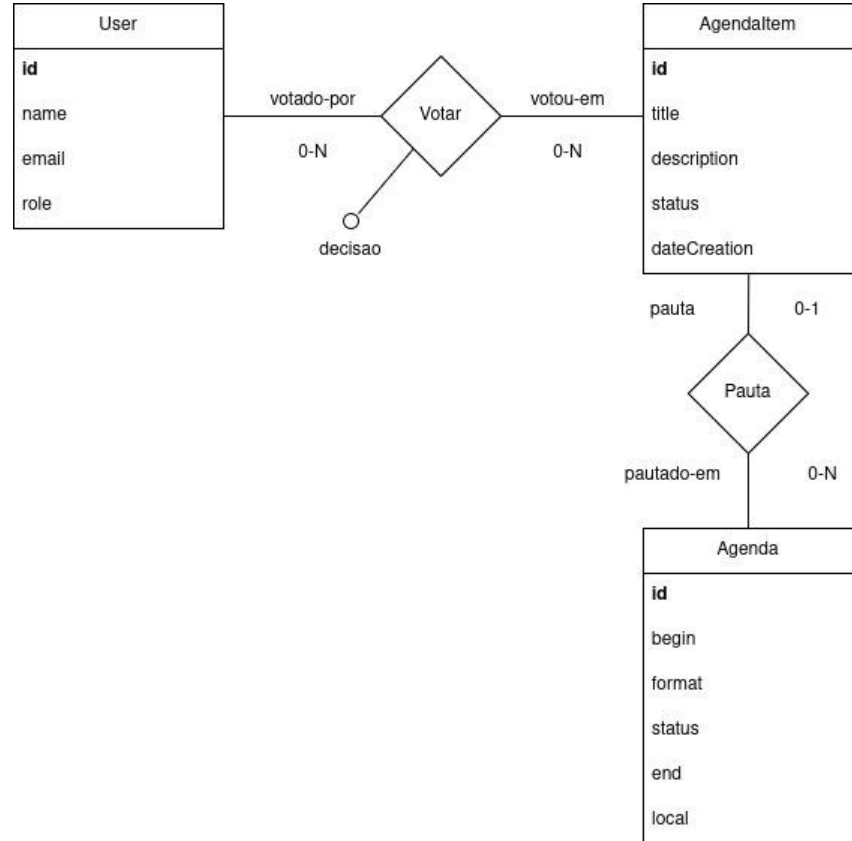 User
id
name
email
role
votado-por
0-N
Votar
decisao
votou-em
0-N
AgendaItem
id
title
description
status
dateCreation
pauta
0-1
Pauta
pautado-em
0-N
Agenda
id
begin
format
status
end
local